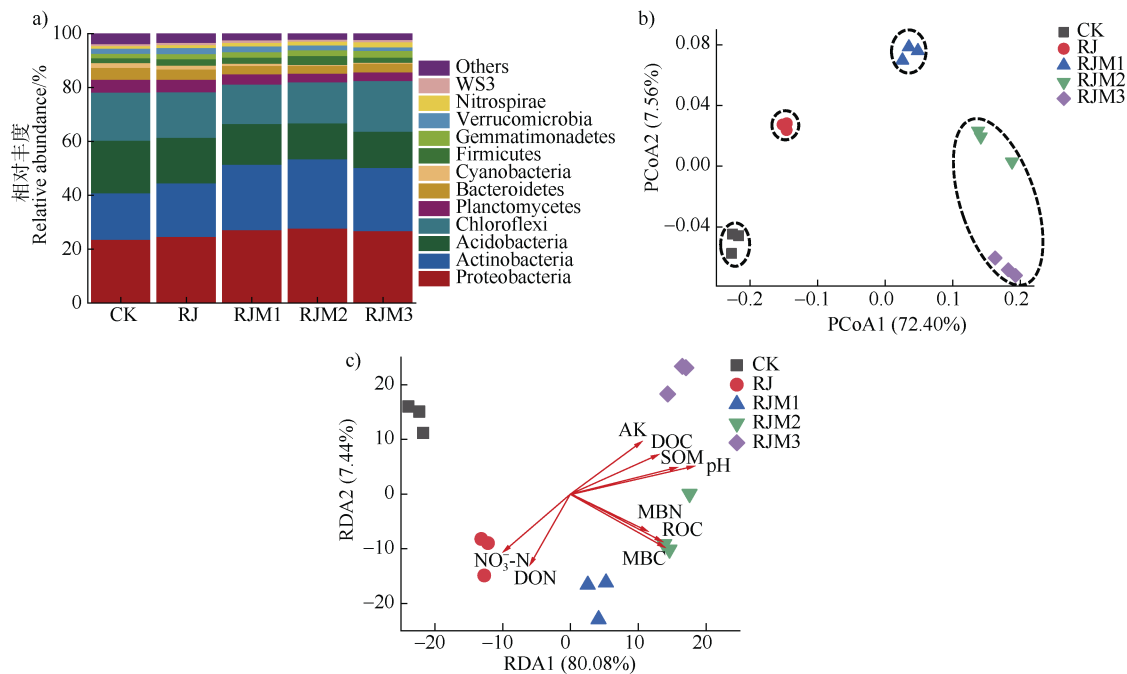 a)
相对丰度
Relative abundance/%
100
80
60
40
20
0
CK RJ RJM1 RJM2 RJM3
Others
WS3
Nitrospirae
Verrucomicrobia
Gemmatimonadetes
Firmicutes
Cyanobacteria
Bacteroidetes
Planctomycetes
Chloroflexi
Acidobacteria
Actinobacteria
Proteobacteria
b)
PCoA2 (7.56%)
0.08
0.04
0.00
−0.04
−0.2 −0.1 0.0 0.1 0.2
PCoA1 (72.40%)
CK
RJ
RJM1
RJM2
RJM3
c)
RDA2 (7.44%)
20
10
0
−10
−20
−20 −10 0 10 20
RDA1 (80.08%)
AK
DOC
SOM
pH
MBN
ROC
MBC
NO₃⁻-N
DON
CK
RJ
RJM1
RJM2
RJM3